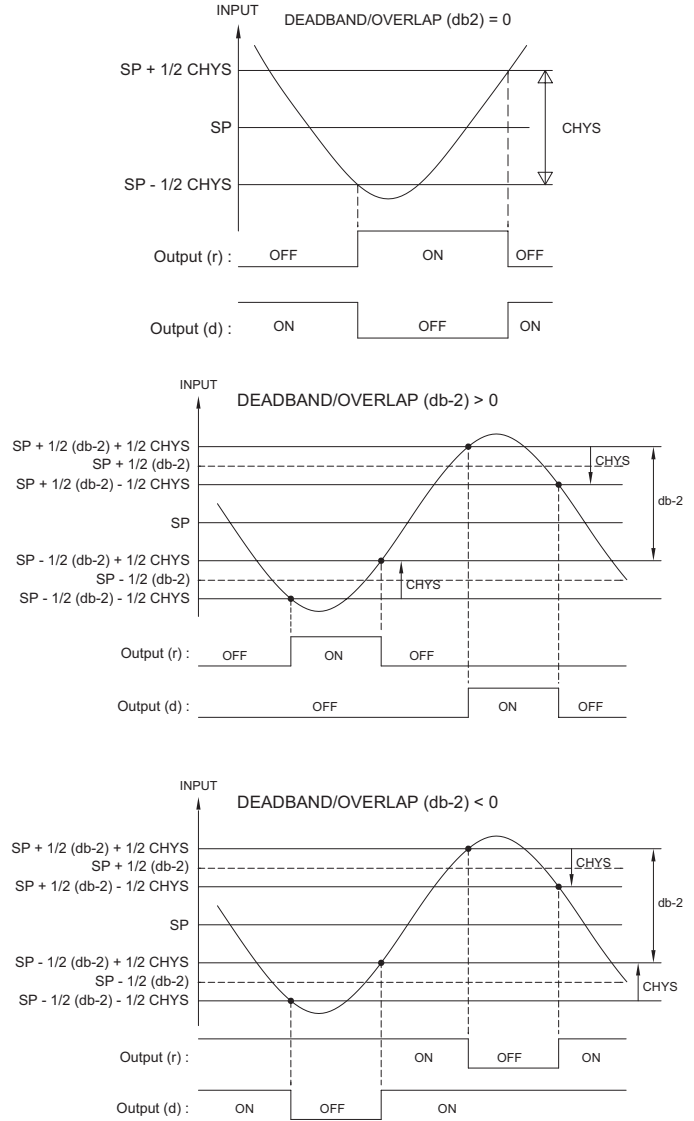 INPUT
DEADBAND/OVERLAP (db2) = 0
SP + 1/2 CHYS
SP
CHYS
SP - 1/2 CHYS
Output (r) : OFF ON OFF
Output (d) : ON OFF ON
INPUT
DEADBAND/OVERLAP (db-2) > 0
SP + 1/2 (db-2) + 1/2 CHYS
SP + 1/2 (db-2)
CHYS
SP + 1/2 (db-2) - 1/2 CHYS
db-2
SP
SP - 1/2 (db-2) + 1/2 CHYS
SP - 1/2 (db-2)
CHYS
SP - 1/2 (db-2) - 1/2 CHYS
Output (r) : OFF ON OFF
Output (d) : OFF ON OFF
INPUT
DEADBAND/OVERLAP (db-2) < 0
SP + 1/2 (db-2) + 1/2 CHYS
SP + 1/2 (db-2)
CHYS
SP + 1/2 (db-2) - 1/2 CHYS
db-2
SP
SP - 1/2 (db-2) + 1/2 CHYS
SP - 1/2 (db-2)
CHYS
SP - 1/2 (db-2) - 1/2 CHYS
Output (r) : ON OFF ON
Output (d) : ON OFF ON